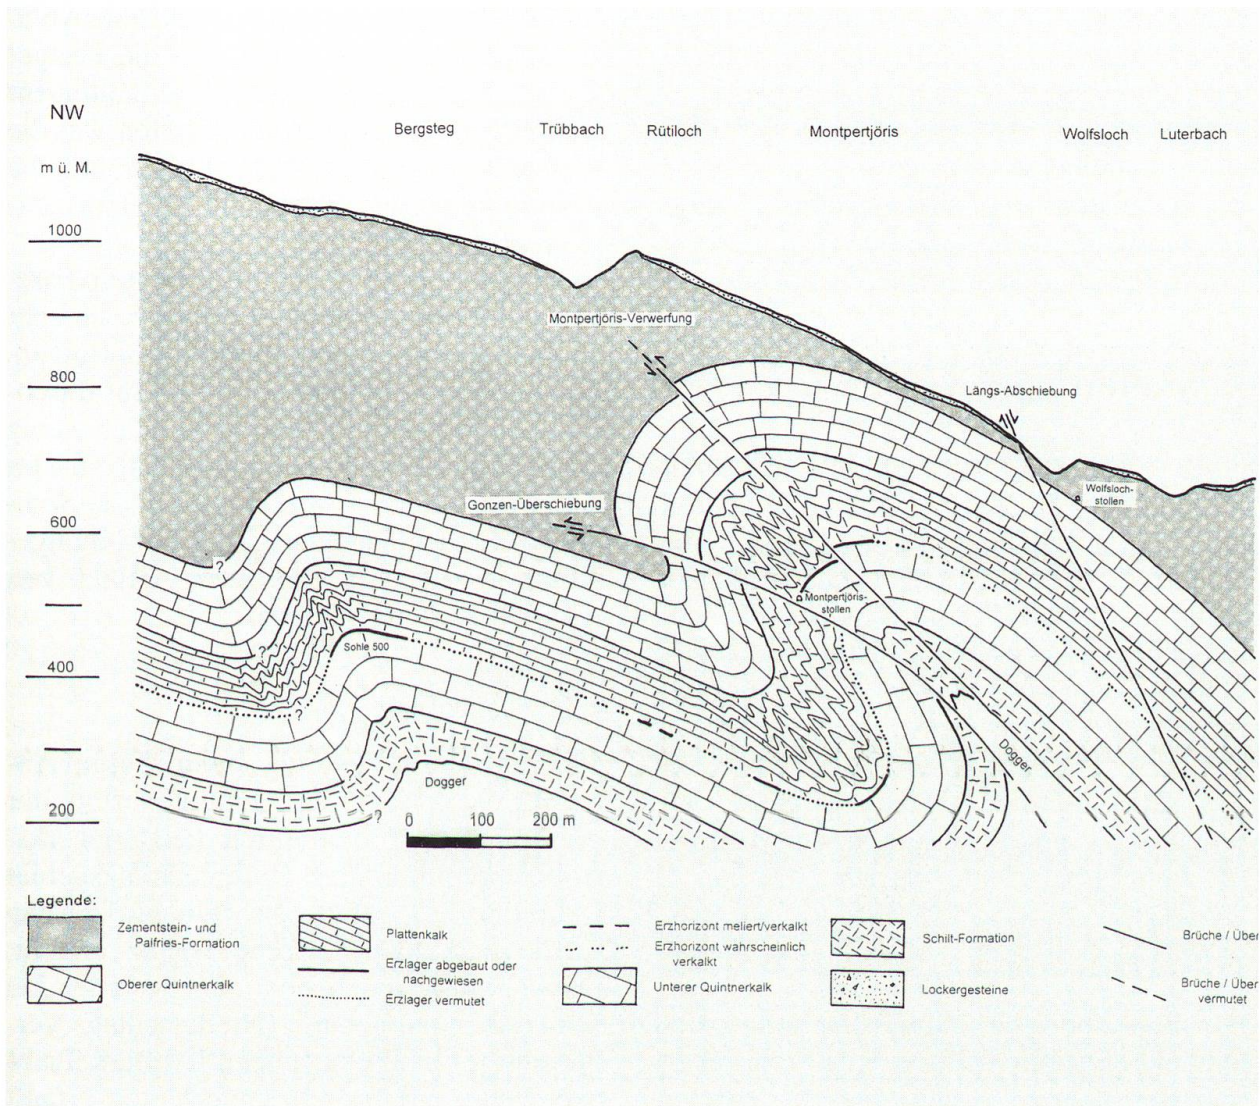 NW
Bergsteg
Trübbach
Rütiloch
Montpertjöris
Wolfsloch
Luterbach
m ü. M.
1000
Montpertjöris-Verwerfung
800
Längs-Abschiebung
Wolfsloch-
stollen
Gonzen-Überschiebung
600
?
Montpertjöris-
stollen
?
Sohle 500
400
?
Dogger
?
Dogger
200
?
0
100
200 m
Legende:
Zementstein- und
Palfries-Formation
Oberer Quintnerkalk
Plattenkalk
Erzlager abgebaut oder
nachgewiesen
Erzlager vermutet
Erzhorizont meliert/verkalkt
Erzhorizont wahrscheinlich
verkalkt
Unterer Quintnerkalk
Schilt-Formation
Lockergesteine
Brüche / Über
Brüche / Über
vermutet